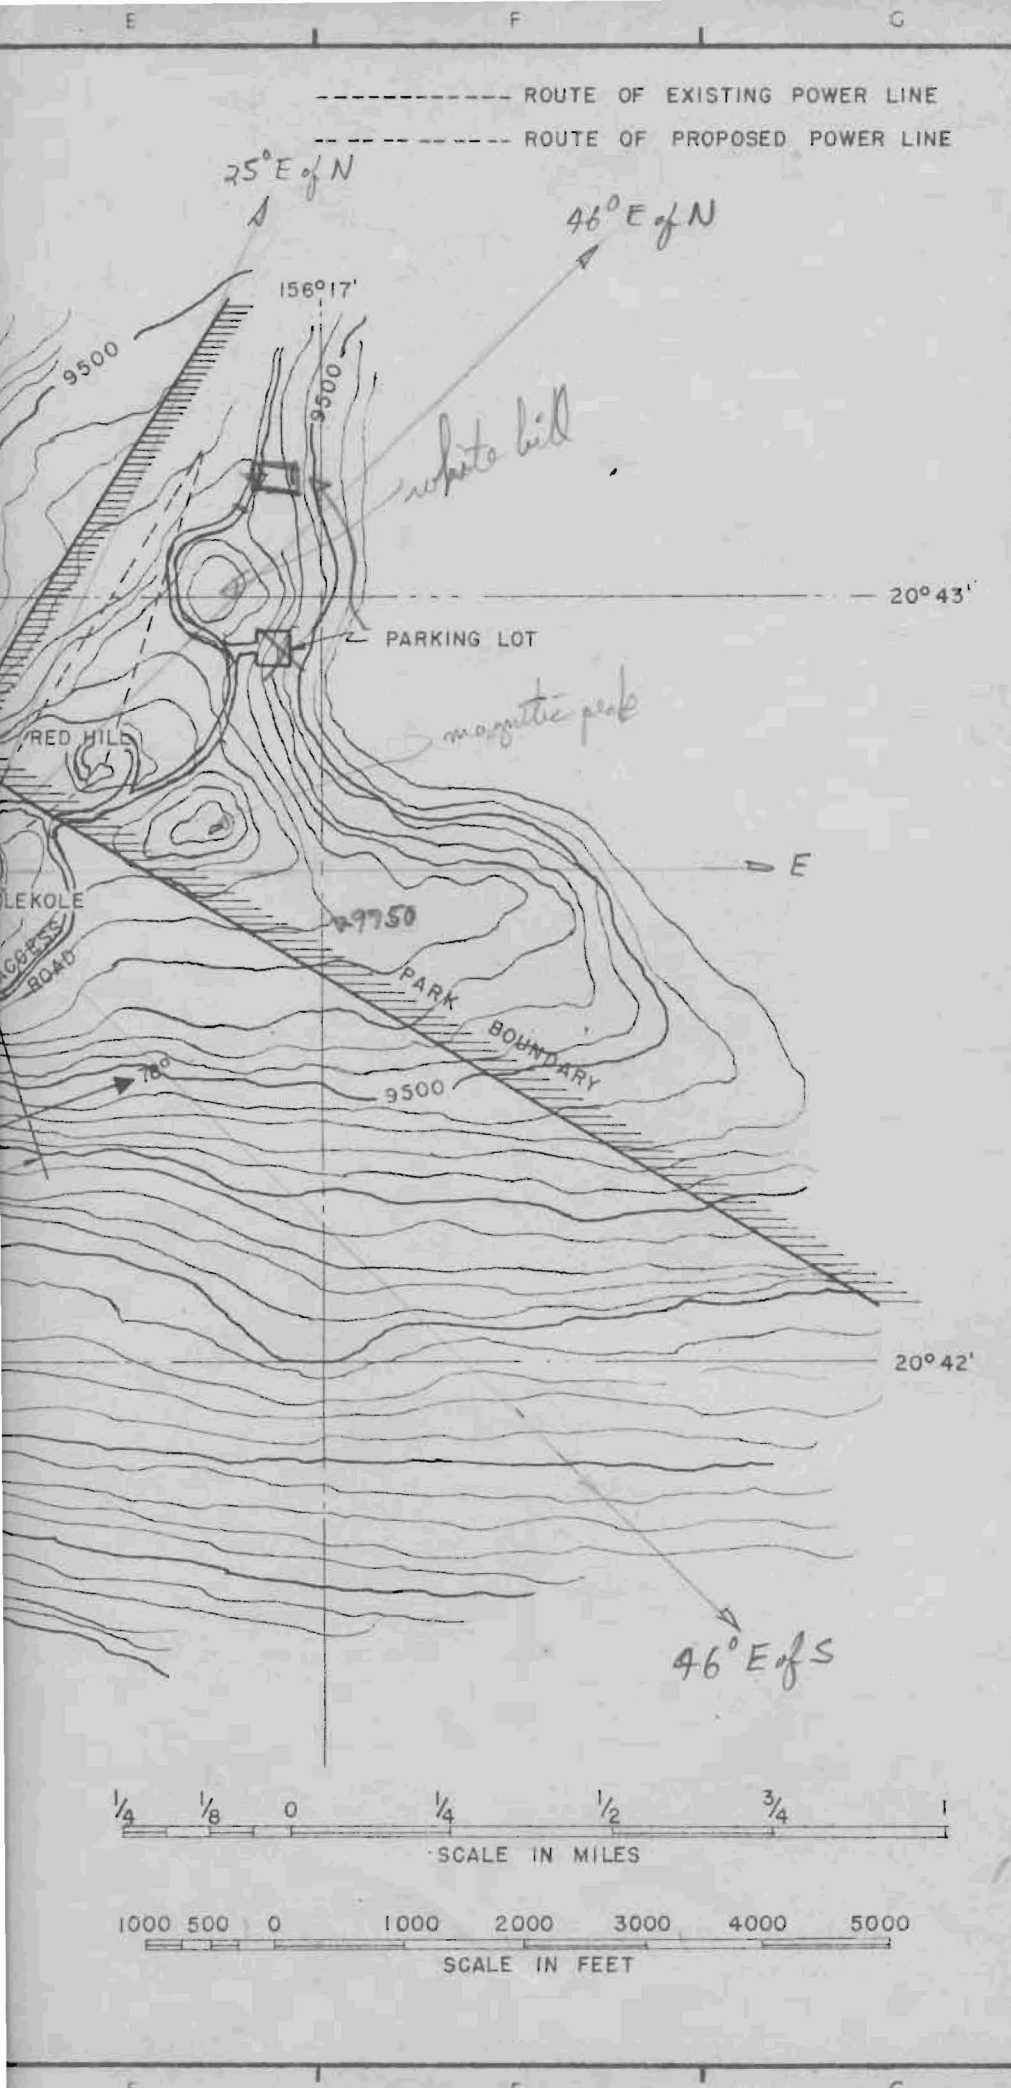 E F G
ROUTE OF EXISTING POWER LINE
ROUTE OF PROPOSED POWER LINE
25° E of N
46° E of N
156°17'
9500
9500
white hill
20°43'
PARKING LOT
magnetic peak
RED HILL
E
LEKOLE
9750
ACCESS
ROAD
PARK
BOUNDARY
78°
9500
20°42'
46° E of S
1/4 1/8 0 1/4 1/2 3/4 1
SCALE IN MILES
1000 500 0 1000 2000 3000 4000 5000
SCALE IN FEET